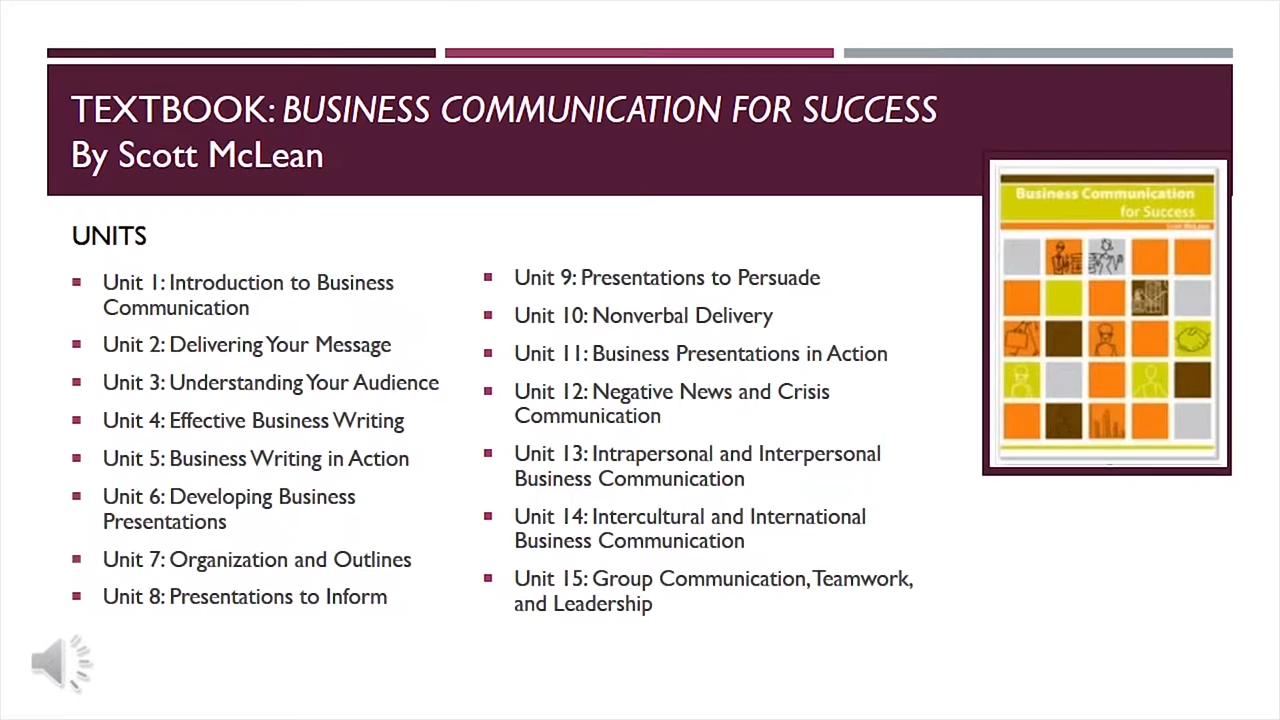 TEXTBOOK: BUSINESS COMMUNICATION FOR SUCCESS
By Scott McLean
Business Communication
for Success
Scott McLean
UNITS
Unit 1: Introduction to Business
Communication
Unit 2: Delivering Your Message
Unit 3: Understanding Your Audience
Unit 4: Effective Business Writing
Unit 5: Business Writing in Action
Unit 6: Developing Business
Presentations
Unit 7: Organization and Outlines
Unit 8: Presentations to Inform
Unit 9: Presentations to Persuade
Unit 10: Nonverbal Delivery
Unit 11: Business Presentations in Action
Unit 12: Negative News and Crisis
Communication
Unit 13: Intrapersonal and Interpersonal
Business Communication
Unit 14: Intercultural and International
Business Communication
Unit 15: Group Communication, Teamwork,
and Leadership